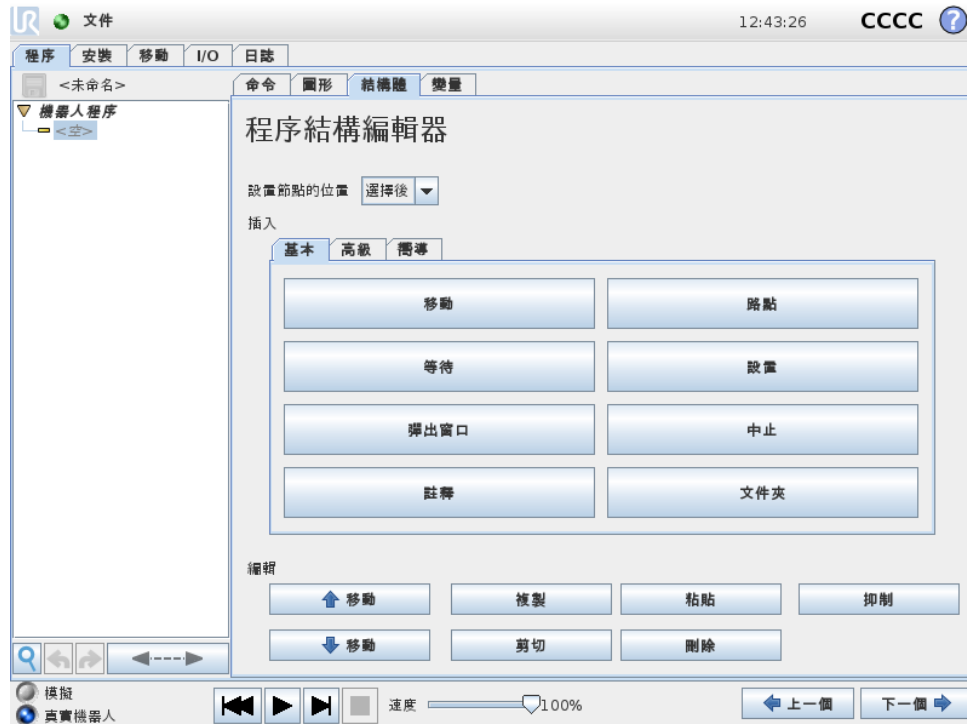 UR 文件 12:43:26 CCCC ?
程序 安裝 移動 I/O 日誌
<未命名> 命令 圖形 結構體 變量
機器人程序
<空>
程序結構編輯器
設置節點的位置 選擇後
插入
基本 高級 嚮導
移動 路點
等待 設置
彈出窗口 中止
註釋 文件夾
編輯
移動 複製 粘貼 抑制
移動 剪切 刪除
模擬
真實機器人
速度 100% 上一個 下一個